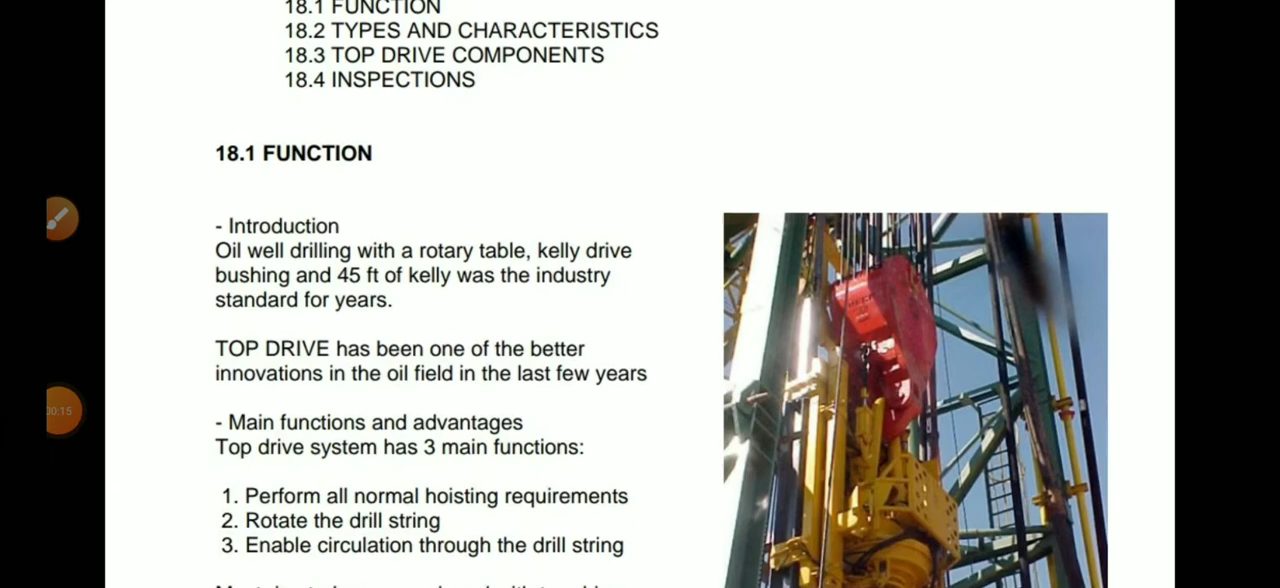 18.1 FUNCTION
18.2 TYPES AND CHARACTERISTICS
18.3 TOP DRIVE COMPONENTS
18.4 INSPECTIONS
18.1 FUNCTION
- Introduction
Oil well drilling with a rotary table, kelly drive
bushing and 45 ft of kelly was the industry
standard for years.
TOP DRIVE has been one of the better
innovations in the oil field in the last few years
- Main functions and advantages
Top drive system has 3 main functions:
1. Perform all normal hoisting requirements
2. Rotate the drill string
3. Enable circulation through the drill string
00:15